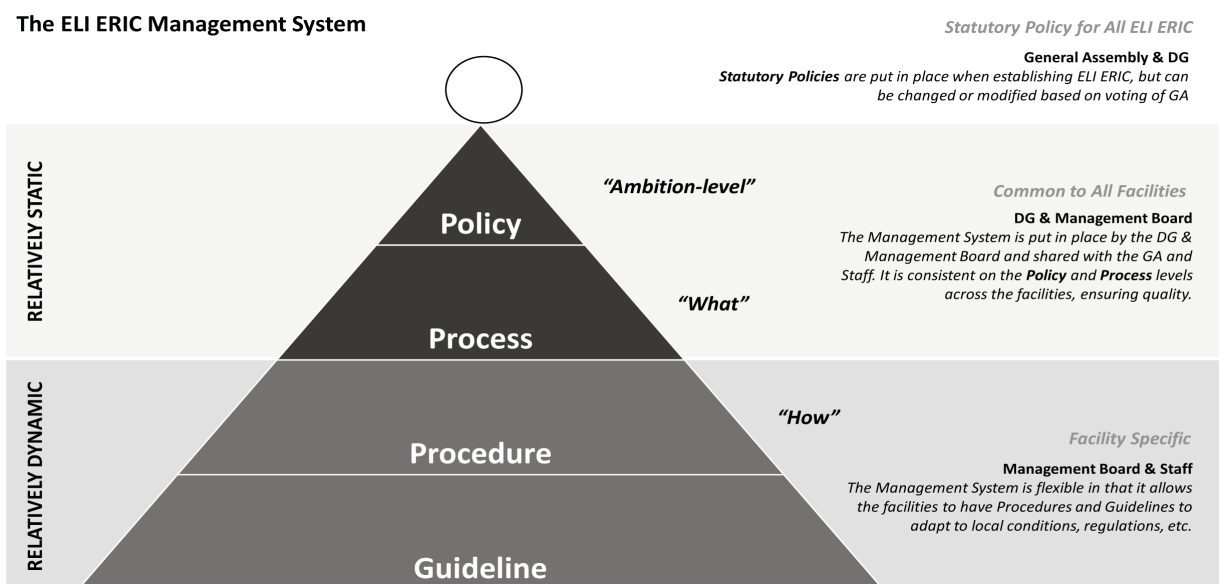 The ELI ERIC Management System
Statutory Policy for All ELI ERIC
General Assembly & DG
Statutory Policies are put in place when establishing ELI ERIC, but can
be changed or modified based on voting of GA
RELATIVELY STATIC
"Ambition-level"
Policy
Common to All Facilities
DG & Management Board
The Management System is put in place by the DG &
Management Board and shared with the GA and
Staff. It is consistent on the Policy and Process levels
across the facilities, ensuring quality.
"What"
Process
RELATIVELY DYNAMIC
"How"
Procedure
Facility Specific
Management Board & Staff
The Management System is flexible in that it allows
the facilities to have Procedures and Guidelines to
adapt to local conditions, regulations, etc.
Guideline